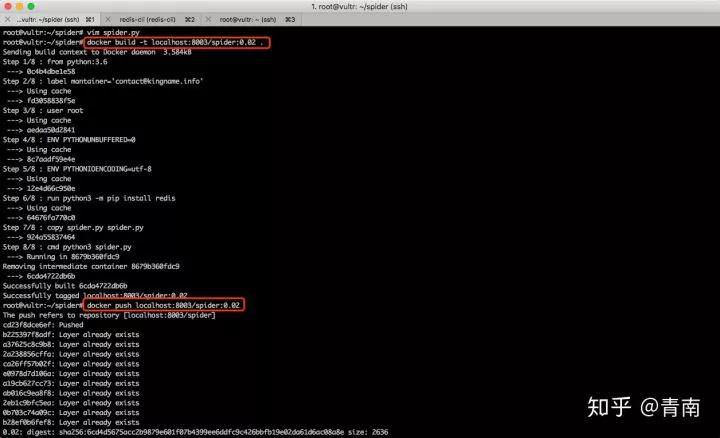 1. root@vultr: ~/spider (ssh)
...vultr: ~/spider (ssh) ⌘1
redis-cli (redis-cli) ⌘2
root@vultr: ~ (ssh) ⌘3
root@vultr:~/spider# vim spider.py
root@vultr:~/spider# docker build -t localhost:8003/spider:0.02 .
Sending build context to Docker daemon 3.584kB
Step 1/8 : from python:3.6
---> 0c4b4dbe1e58
Step 2/8 : label mantainer='contact@kingname.info'
---> Using cache
---> fd3058838f5e
Step 3/8 : user root
---> Using cache
---> aedaa50d2841
Step 4/8 : ENV PYTHONUNBUFFERED=0
---> Using cache
---> 8c7aadf59e4e
Step 5/8 : ENV PYTHONIOENCODING=utf-8
---> Using cache
---> 12e4d66c950e
Step 6/8 : run python3 -m pip install redis
---> Using cache
---> 64676fa770c0
Step 7/8 : copy spider.py spider.py
---> 924a55837464
Step 8/8 : cmd python3 spider.py
---> Running in 8679b360fdc9
Removing intermediate container 8679b360fdc9
---> 6cda4722db6b
Successfully built 6cda4722db6b
Successfully tagged localhost:8003/spider:0.02
root@vultr:~/spider# docker push localhost:8003/spider:0.02
The push refers to repository [localhost:8003/spider]
cd23f8dce6ef: Pushed
b225397f8adf: Layer already exists
a37625c8c9b8: Layer already exists
2a238856cffa: Layer already exists
ca26ff57b02f: Layer already exists
e0978d7d106a: Layer already exists
a19cb627cc73: Layer already exists
ab016c9ea8f8: Layer already exists
2eb1c9bfc5ea: Layer already exists
0b703c74a09c: Layer already exists
b28ef0b6fef8: Layer already exists
0.02: digest: sha256:6cd4d5675acc2b9879e601f07b4399ee6ddfc9c426bbfb19e02da61d6ac08a8e size: 2636
知乎 @青南